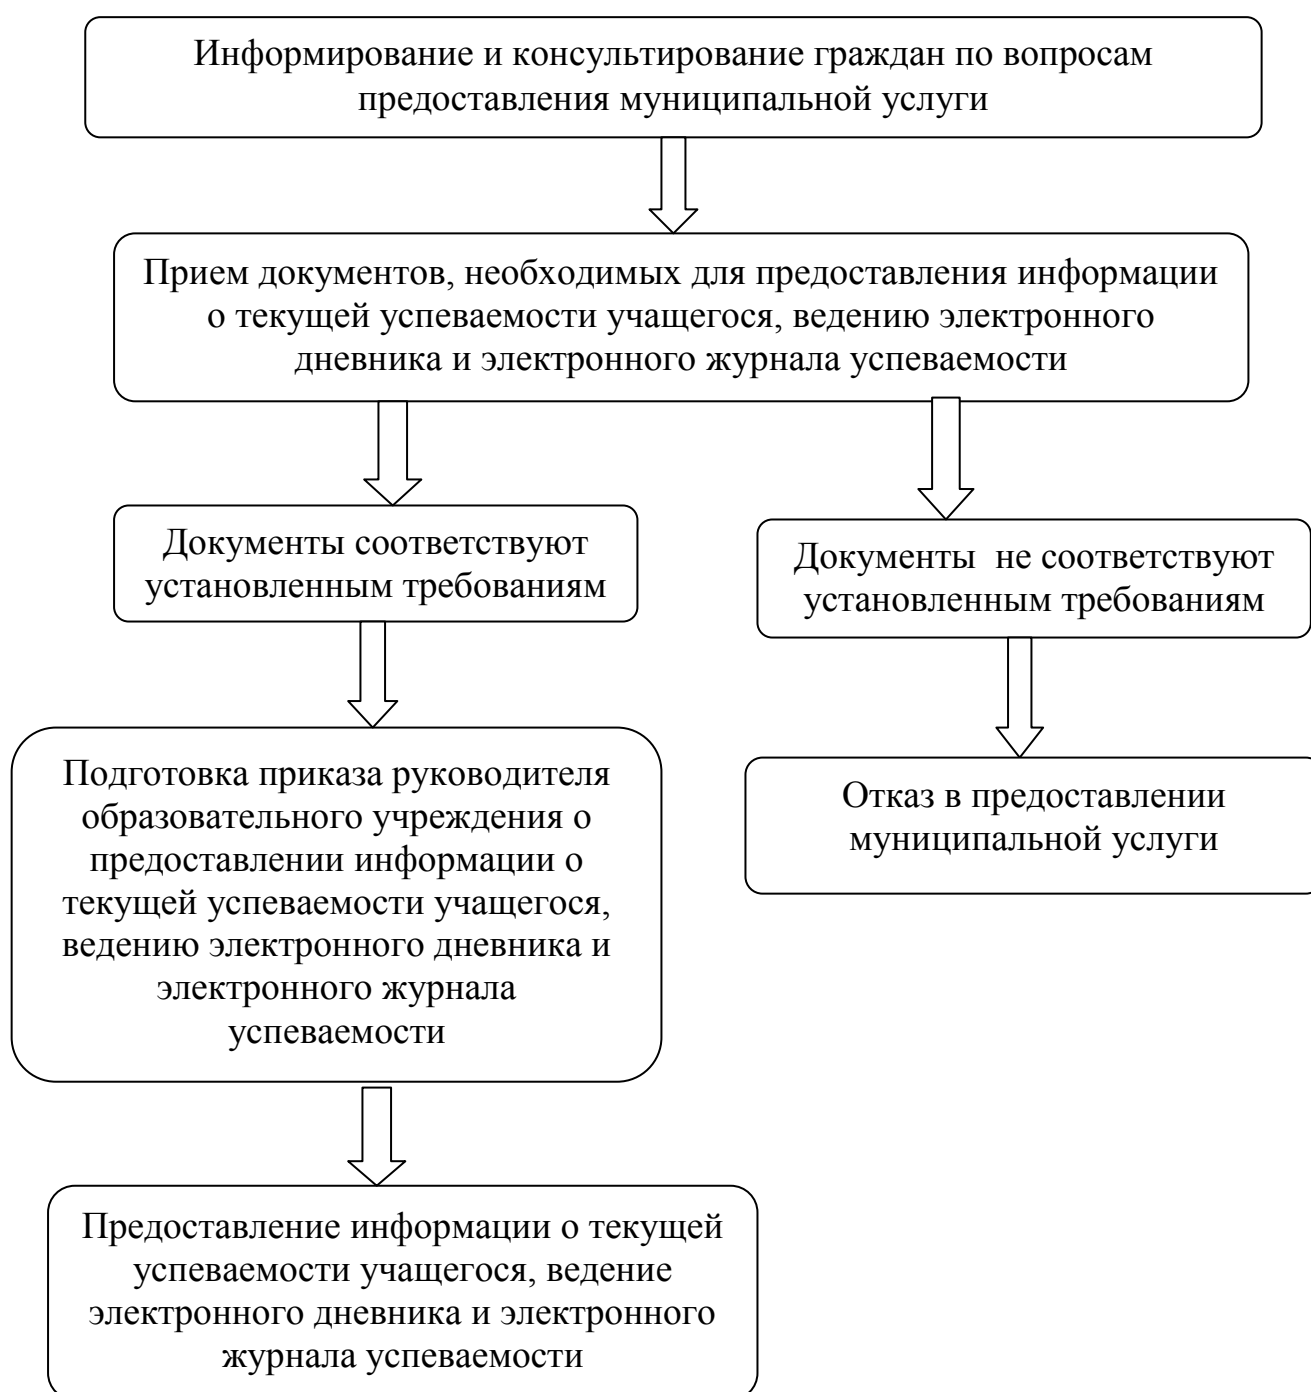 Информирование и консультирование граждан по вопросам
предоставления муниципальной услуги
Прием документов, необходимых для предоставления информации
о текущей успеваемости учащегося, ведению электронного
дневника и электронного журнала успеваемости
Документы соответствуют
установленным требованиям
Документы  не соответствуют
установленным требованиям
Подготовка приказа руководителя
образовательного учреждения о
предоставлении информации о
текущей успеваемости учащегося,
ведению электронного дневника и
электронного журнала
успеваемости
Отказ в предоставлении
муниципальной услуги
Предоставление информации о текущей
успеваемости учащегося, ведение
электронного дневника и электронного
журнала успеваемости